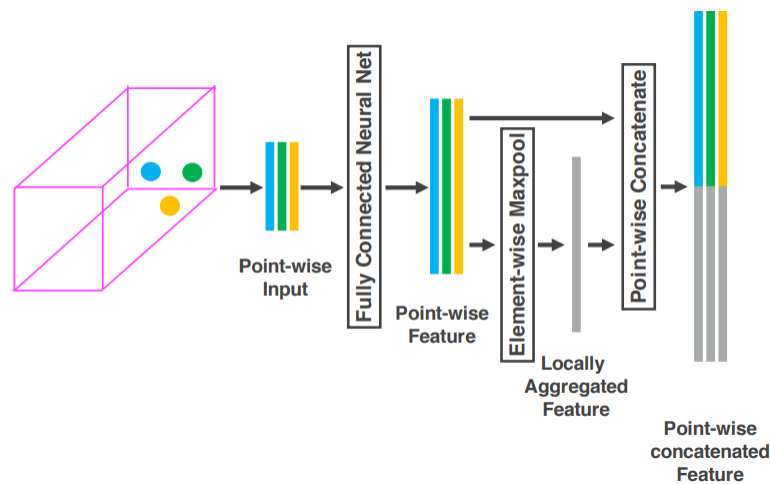 Point-wise
Input
Fully Connected Neural Net
Point-wise
Feature
Element-wise Maxpool
Locally
Aggregated
Feature
Point-wise Concatenate
Point-wise
concatenated
Feature